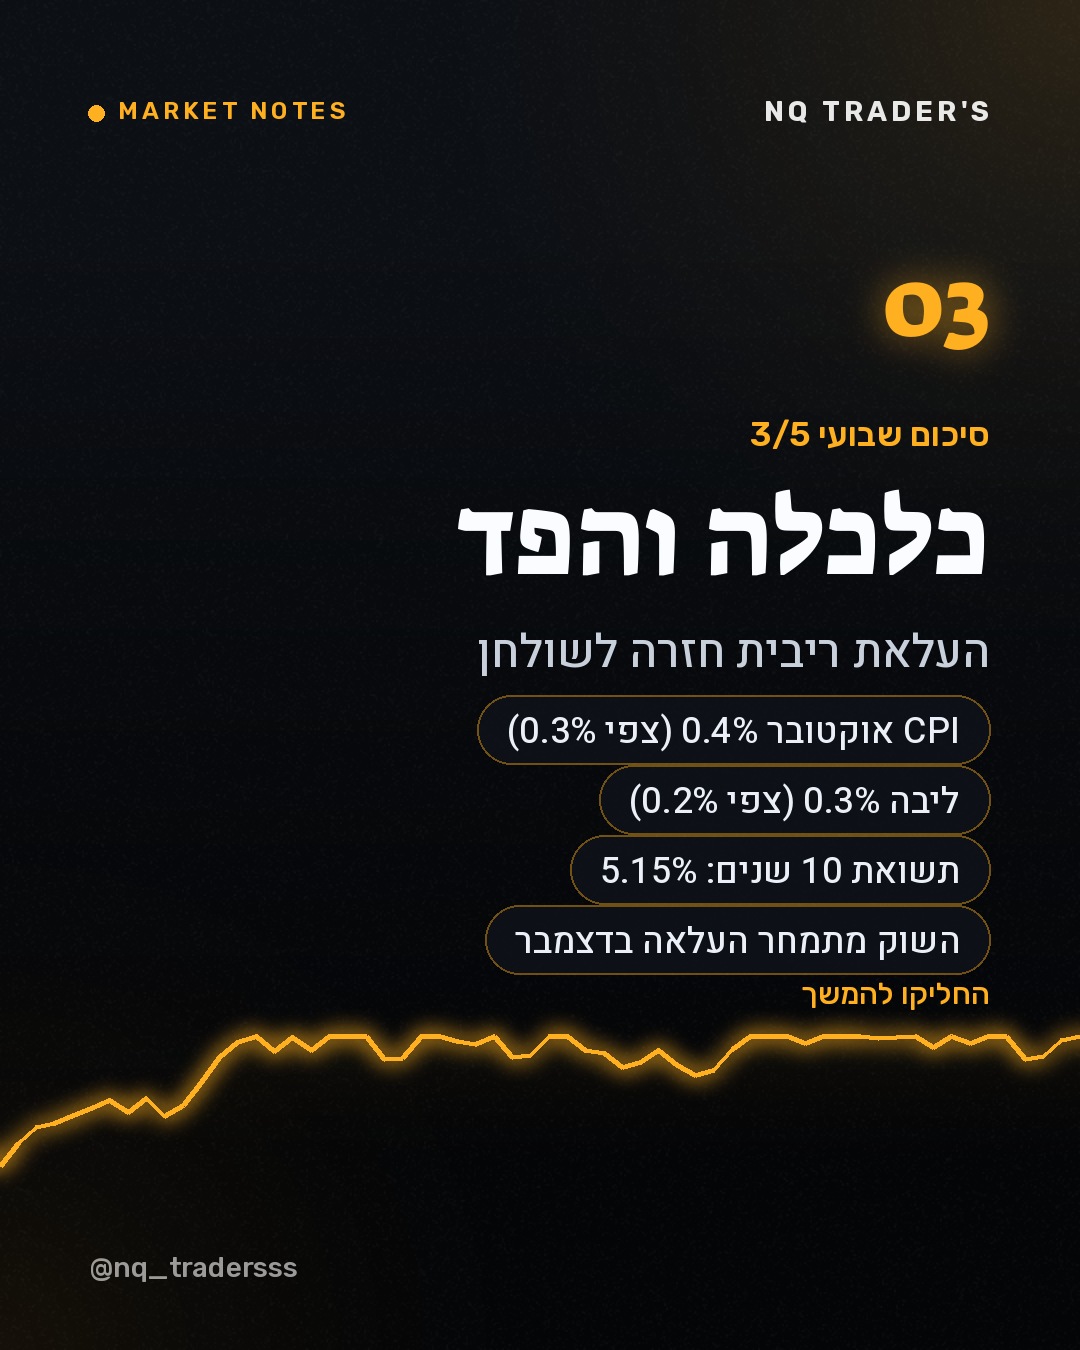 MARKET NOTES
NQ TRADER'S
03
סיכום שבועי 3/5
כלכלה והפד
העלאת ריבית חזרה לשולחן
CPI אוקטובר 0.4% (צפי 0.3%)
ליבה 0.3% (צפי 0.2%)
תשואת 10 שנים: 5.15%
השוק מתמחר העלאה בדצמבר
החליקו להמשך
@nq_tradersss